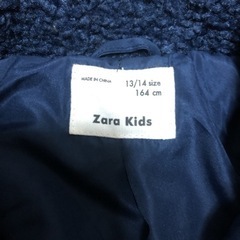 MADE IN CHINA
13/14 size
164 cm
Zara Kids